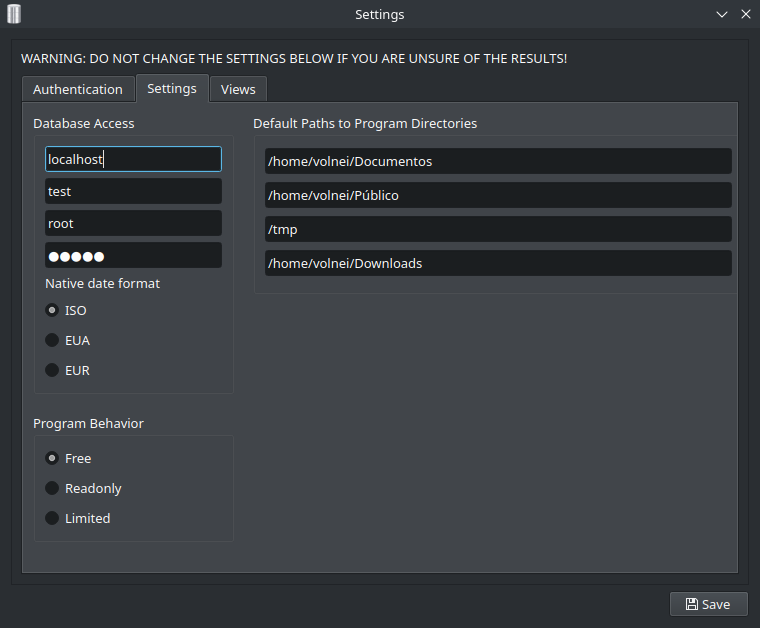 Settings
WARNING: DO NOT CHANGE THE SETTINGS BELOW IF YOU ARE UNSURE OF THE RESULTS!
Authentication Settings Views
Database Access
localhost
test
root
●●●●●
Native date format
ISO
EUA
EUR
Program Behavior
Free
Readonly
Limited
Default Paths to Program Directories
/home/volnei/Documentos
/home/volnei/Público
/tmp
/home/volnei/Downloads
Save